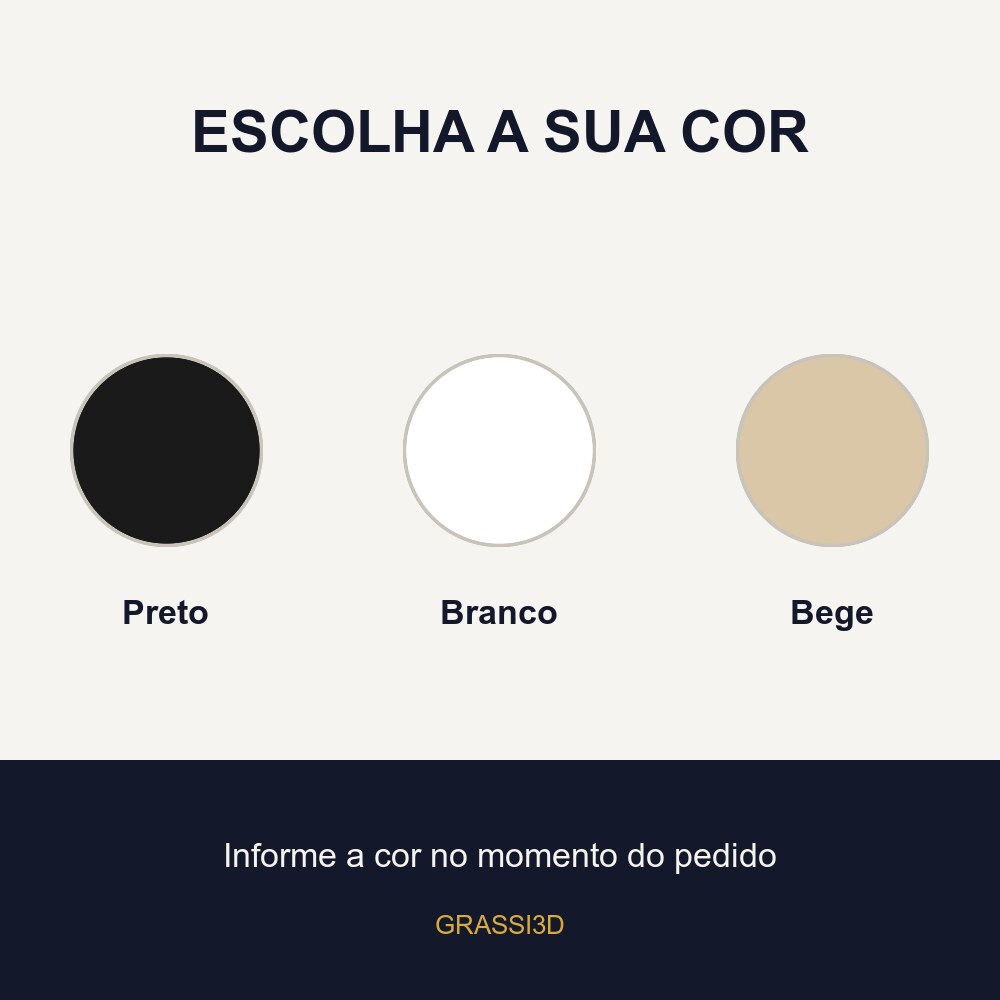 ESCOLHA A SUA COR
Preto
Branco
Bege
Informe a cor no momento do pedido
GRASSI3D